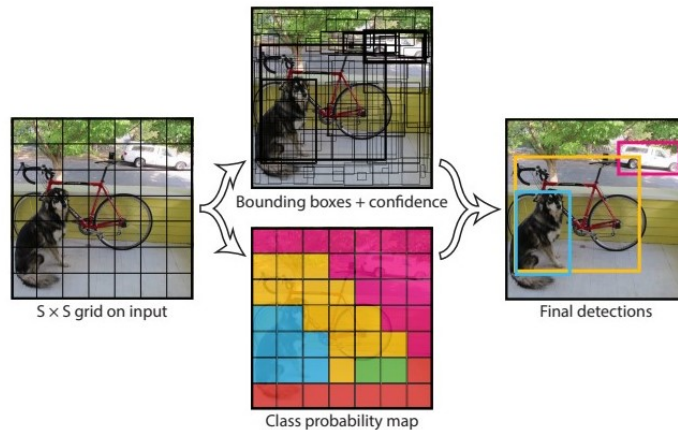 S × S grid on input
Bounding boxes + confidence
Class probability map
Final detections